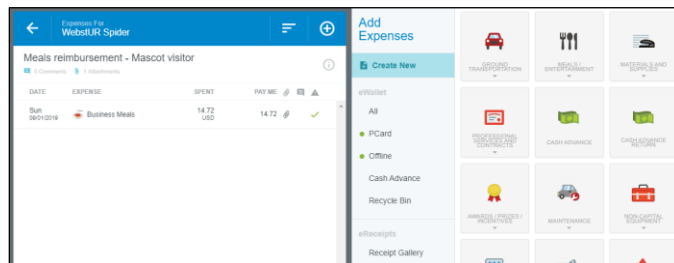 Expenses For
WebstUR Spider
Meals reimbursement - Mascot visitor
0 Comments 1 Attachments
DATE EXPENSE SPENT PAY ME
Sun
09/01/2019
Business Meals
14.72
USD
14.72
Add
Expenses
Create New
eWallet
All
PCard
Offline
Cash Advance
Recycle Bin
eReceipts
Receipt Gallery
GROUND
TRANSPORTATION
MEALS /
ENTERTAINMENT
MATERIALS AND
SUPPLIES
PROFESSIONAL
SERVICES AND
CONTRACTS
CASH ADVANCE
CASH ADVANCE
RETURN
AWARDS / PRIZES /
INCENTIVES
MAINTENANCE
NON-CAPITAL
EQUIPMENT